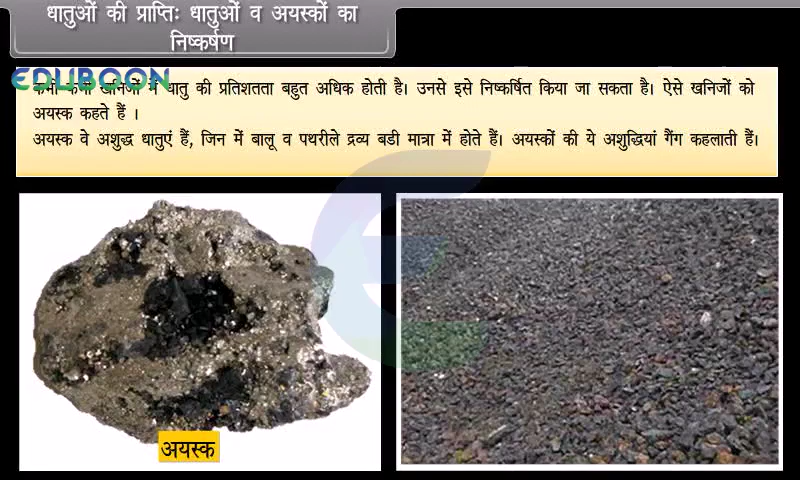 धातुओं की प्राप्तिः धातुओं व अयस्कों का
निष्कर्षण
EDUBOON
में धातु की प्रतिशतता बहुत अधिक होती है। उनसे इसे निष्कर्षित किया जा सकता है। ऐसे खनिजों को
अयस्क कहते हैं ।
अयस्क वे अशुद्ध धातुएं हैं, जिन में बालू व पथरीले द्रव्य बडी मात्रा में होते हैं। अयस्कों की ये अशुद्धियां गैंग कहलाती हैं।
अयस्क